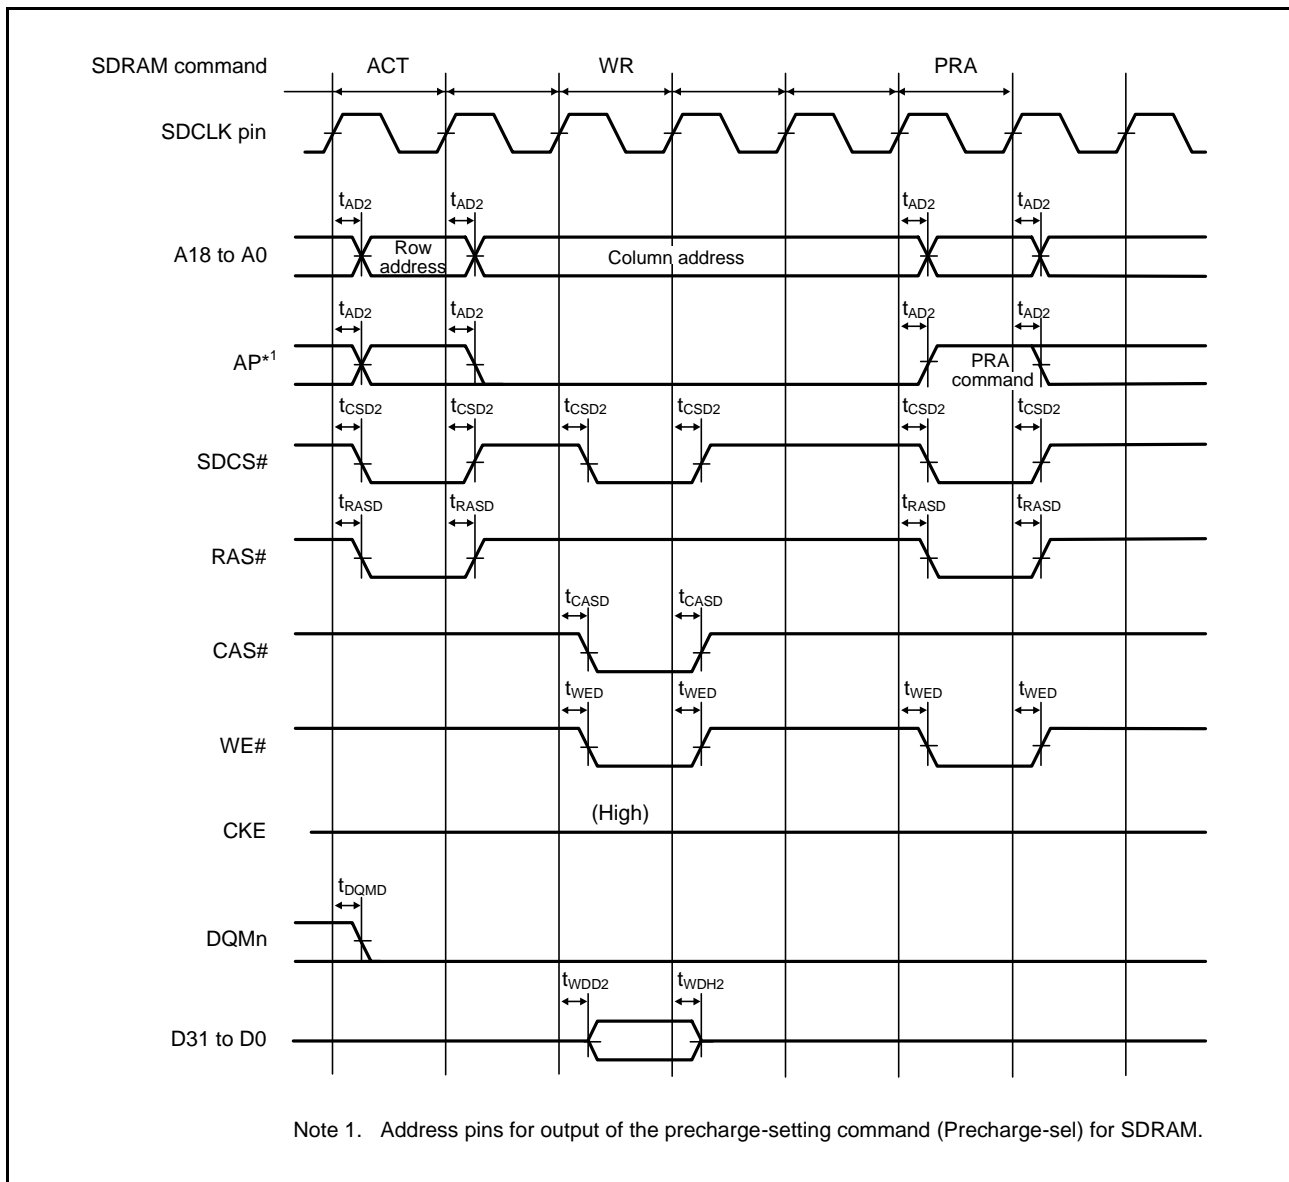 SDRAM command ACT WR PRA
SDCLK pin
tAD2 tAD2 tAD2 tAD2
A18 to A0 Row address Column address
tAD2 tAD2 tAD2 tAD2
AP*1 PRA command
tCSD2 tCSD2 tCSD2 tCSD2 tCSD2 tCSD2
SDCS#
tRASD tRASD tRASD tRASD
RAS#
tCASD tCASD
CAS#
tWED tWED tWED tWED
WE#
(High)
CKE
tDQMD
DQMn
tWDD2 tWDH2
D31 to D0
Note 1. Address pins for output of the precharge-setting command (Precharge-sel) for SDRAM.